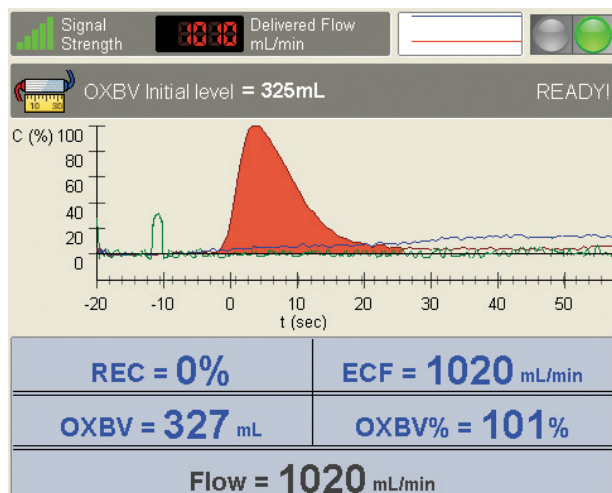 Signal Strength 1010 Delivered Flow mL/min
10 30 OXBV Initial level = 325mL READY!
C (%) 100
80
60
40
20
0
-20 -10 0 10 20 30 40 50
t (sec)
REC = 0% ECF = 1020 mL/min
OXBV = 327 mL OXBV% = 101%
Flow = 1020 mL/min